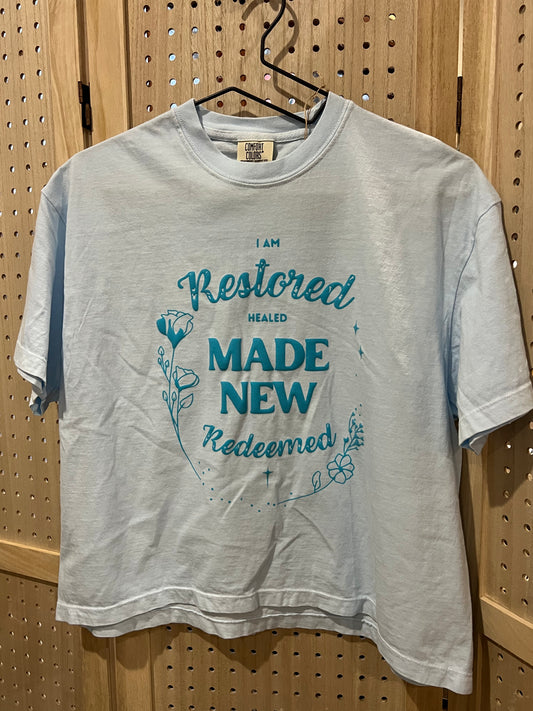 COMFORT
COLORS
I AM
Restored
HEALED
MADE
NEW
Redeemed